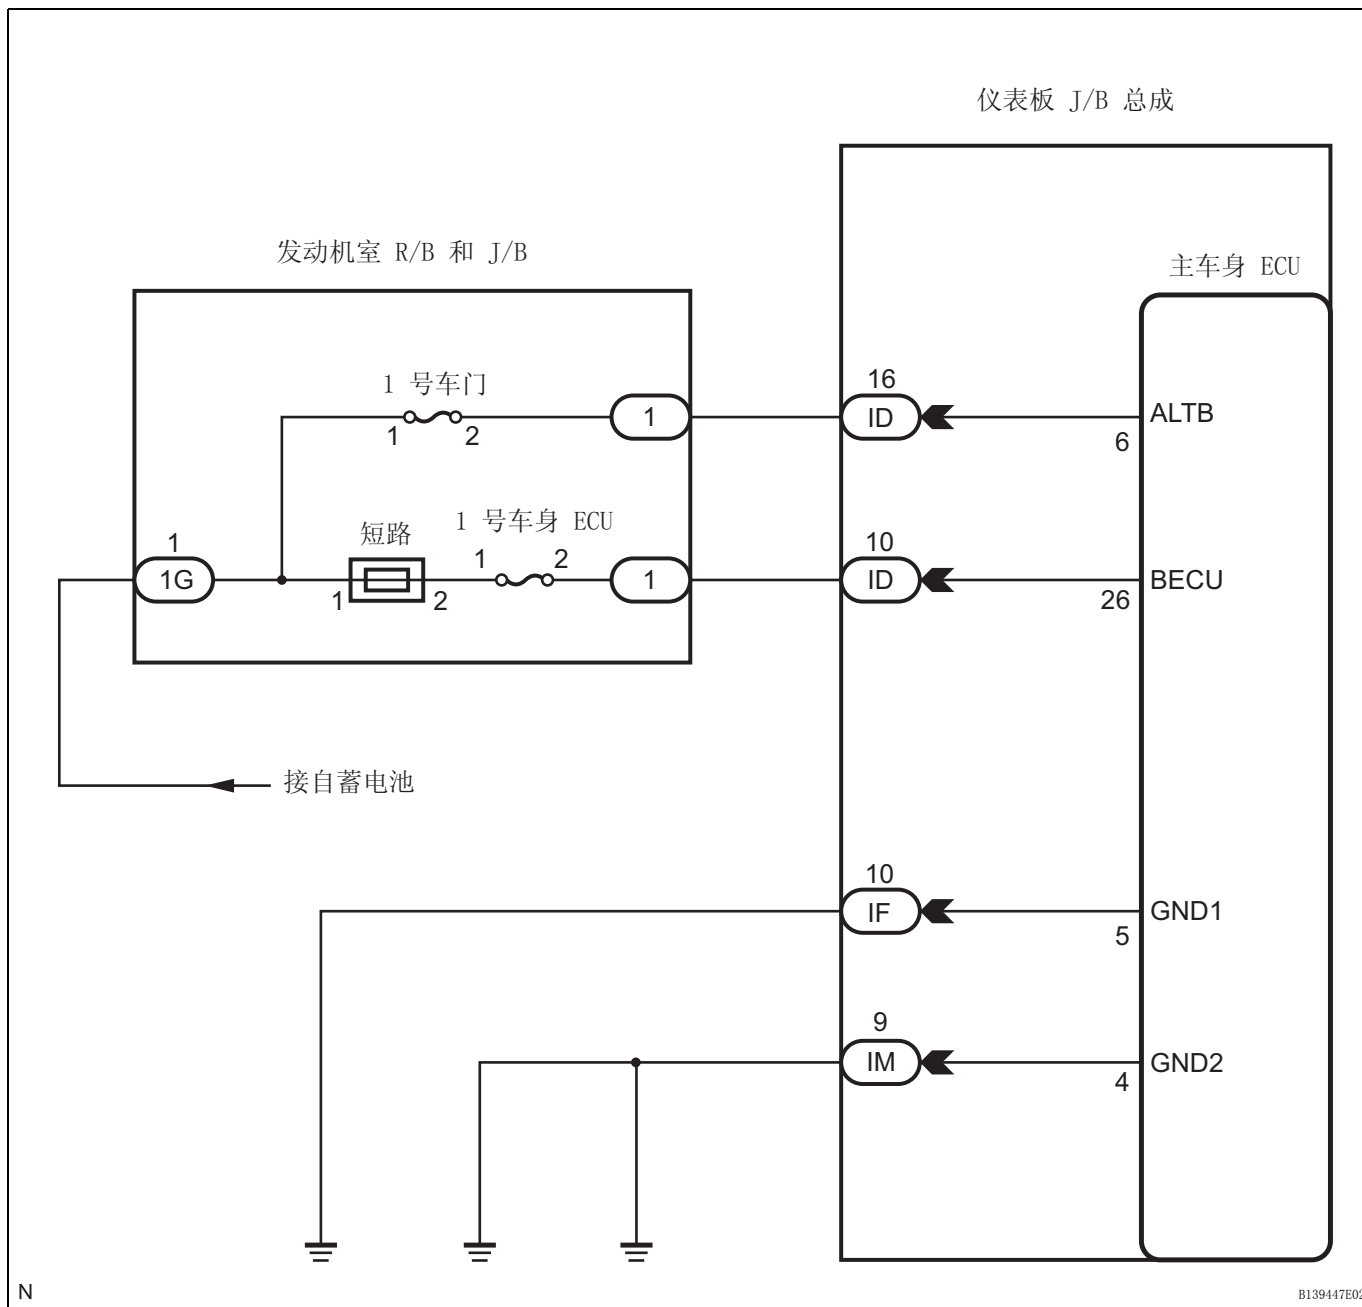 仪表板 J/B 总成
发动机室 R/B 和 J/B
主车身 ECU
1 号车门
1 2
1
16
ID
6
ALTB
1
1G
短路
1 2
1 号车身 ECU
1 2
1
10
ID
26
BECU
接自蓄电池
10
IF
5
GND1
9
IM
4
GND2
N
B139447E02